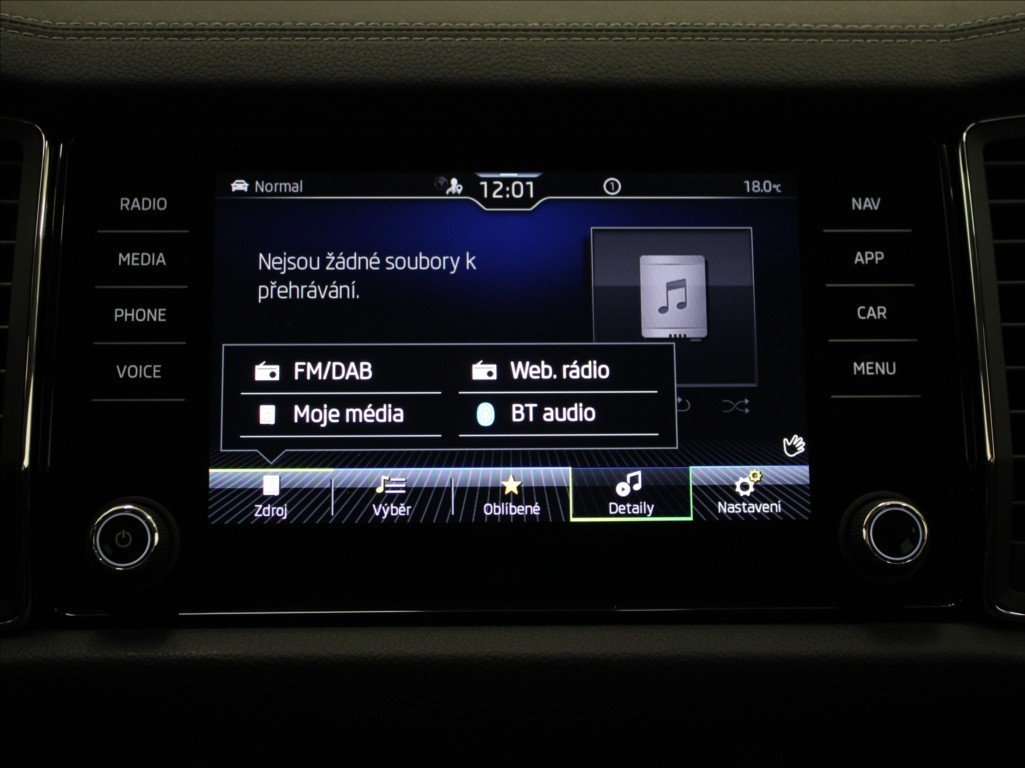 Normal
12:01
1
18.0°C
RADIO
MEDIA
PHONE
VOICE
NAV
APP
CAR
MENU
Nejsou žádné soubory k
přehrávání.
FM/DAB
Web. rádio
Moje média
BT audio
Zdroj
Výběr
Oblíbené
Detaily
Nastavení